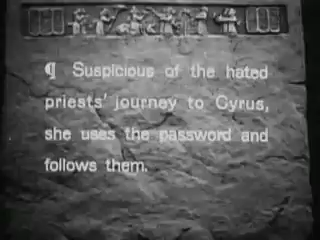 ¶ Suspicious of the hated
priests' journey to Cyrus,
she uses the password and
follows them.